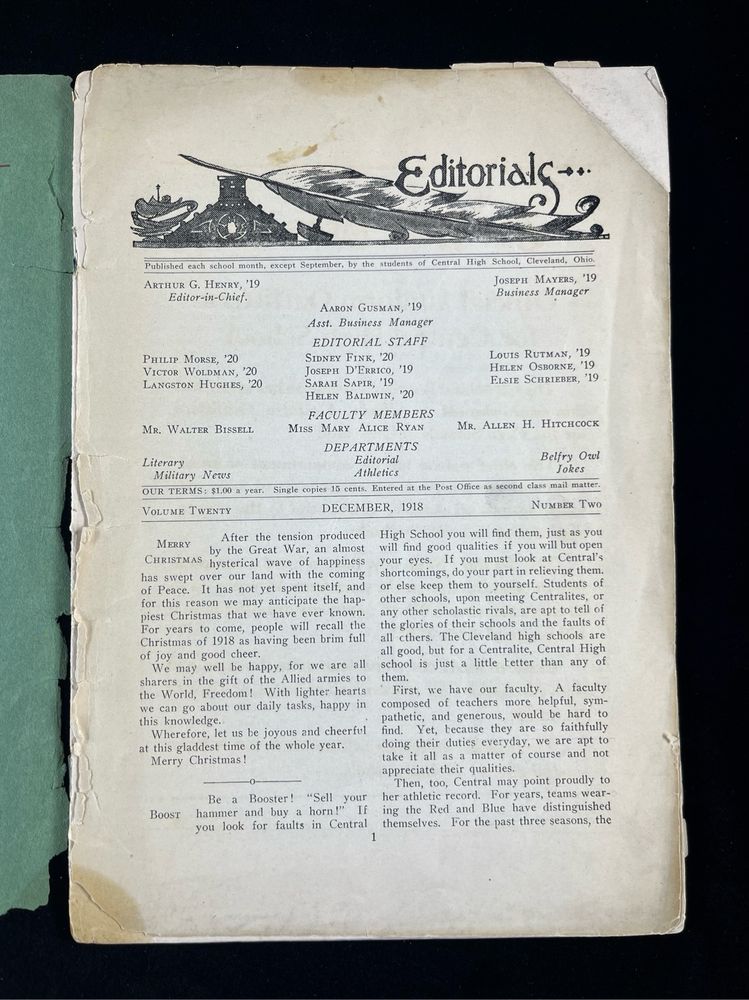 Editorials
Published each school month, except September, by the students of Central High School, Cleveland, Ohio.
ARTHUR G. HENRY, '19
Editor-in-Chief.
JOSEPH MAYERS, '19
Business Manager
AARON GUSMAN, '19
Asst. Business Manager
EDITORIAL STAFF
PHILIP MORSE, '20
VICTOR WOLDMAN, '20
LANGSTON HUGHES, '20
SIDNEY FINK, '20
JOSEPH D'ERRICO, '19
SARAH SAPIR, '19
HELEN BALDWIN, '20
LOUIS RUTMAN, '19
HELEN OSBORNE, '19
ELSIE SCHRIEBER, '19
FACULTY MEMBERS
MR. WALTER BISSELL MISS MARY ALICE RYAN MR. ALLEN H. HITCHCOCK
DEPARTMENTS
Literary
Military News
Editorial
Athletics
Belfry Owl
Jokes
OUR TERMS: $1.00 a year. Single copies 15 cents. Entered at the Post Office as second class mail matter.
VOLUME TWENTY DECEMBER, 1918 NUMBER TWO
MERRY
CHRISTMAS
After the tension produced
by the Great War, an almost
hysterical wave of happiness
has swept over our land with the coming
of Peace. It has not yet spent itself, and
for this reason we may anticipate the hap-
piest Christmas that we have ever known.
For years to come, people will recall the
Christmas of 1918 as having been brim full
of joy and good cheer.
We may well be happy, for we are all
sharers in the gift of the Allied armies to
the World, Freedom! With lighter hearts
we can go about our daily tasks, happy in
this knowledge.
Wherefore, let us be joyous and cheerful
at this gladdest time of the whole year.
Merry Christmas!
BOOST
Be a Booster! "Sell your
hammer and buy a horn!" If
you look for faults in Central
High School you will find them, just as you
will find good qualities if you will but open
your eyes. If you must look at Central's
shortcomings, do your part in relieving them.
or else keep them to yourself. Students of
other schools, upon meeting Centralites, or
any other scholastic rivals, are apt to tell of
the glories of their schools and the faults of
all others. The Cleveland high schools are
all good, but for a Centralite, Central High
school is just a little better than any of
them.
First, we have our faculty. A faculty
composed of teachers more helpful, sym-
pathetic, and generous, would be hard to
find. Yet, because they are so faithfully
doing their duties everyday, we are apt to
take it all as a matter of course and not
appreciate their qualities.
Then, too, Central may point proudly to
her athletic record. For years, teams wear-
ing the Red and Blue have distinguished
themselves. For the past three seasons, the
1